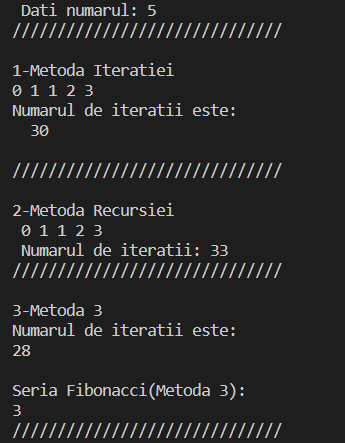 Dati numarul: 5
//////////////////////////////
1-Metoda Iteratiei
0 1 1 2 3
Numarul de iteratii este:
30
//////////////////////////////
2-Metoda Recursiei
0 1 1 2 3
Numarul de iteratii: 33
//////////////////////////////
3-Metoda 3
Numarul de iteratii este:
28
Seria Fibonacci(Metoda 3):
3
//////////////////////////////